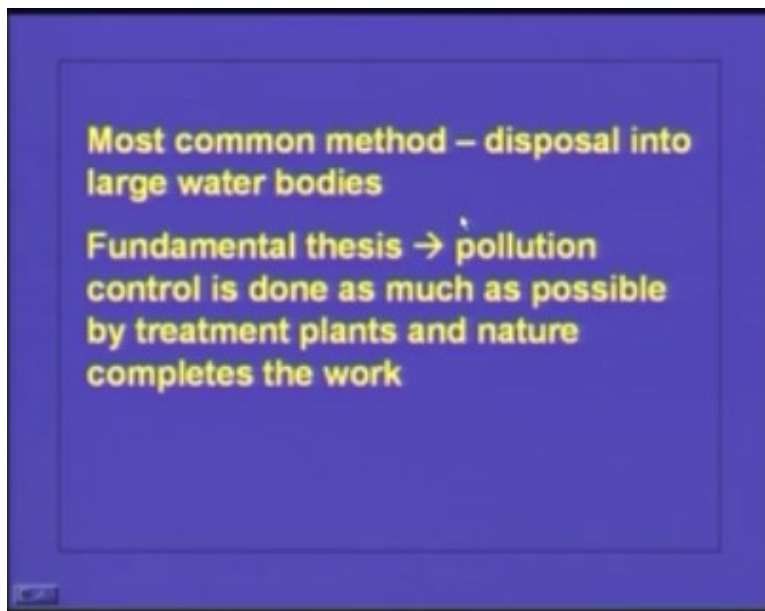 Most common method – disposal into
large water bodies
Fundamental thesis → pollution
control is done as much as possible
by treatment plants and nature
completes the work